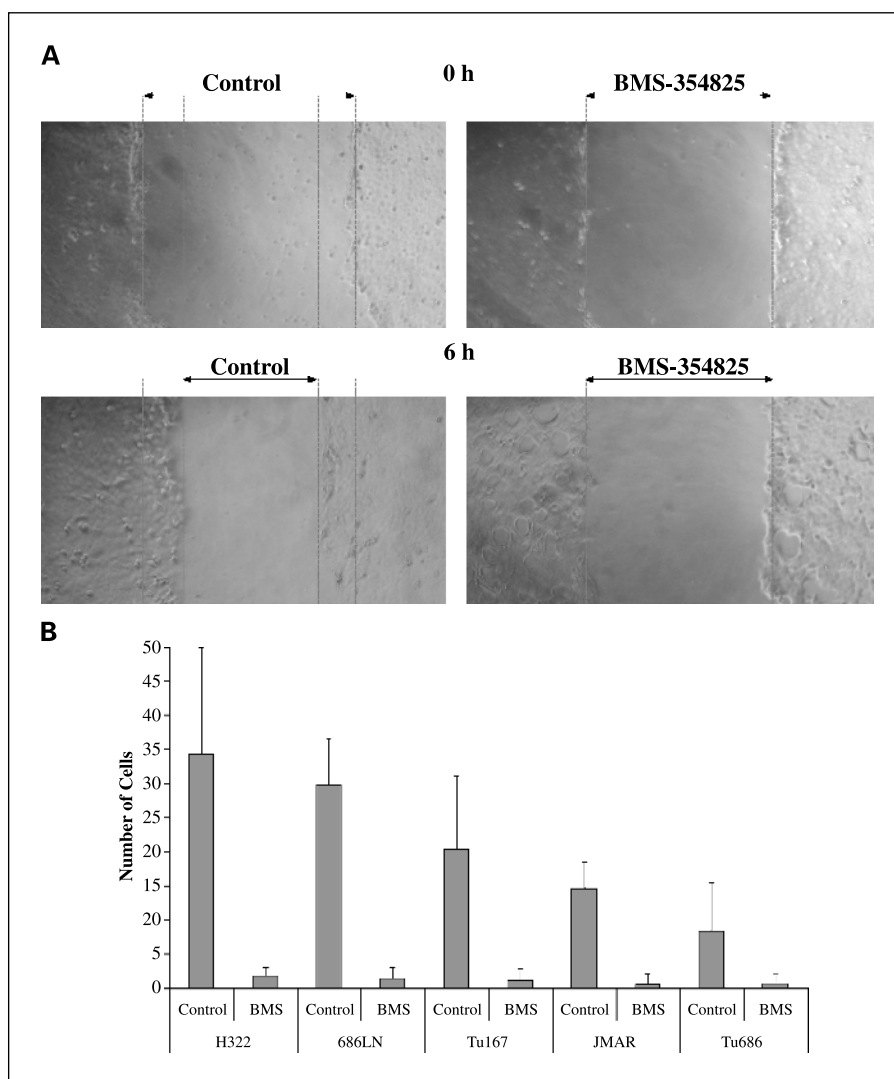 A
0 h
Control
BMS-354825
6 h
Control
BMS-354825
B
Number of Cells
50
45
40
35
30
25
20
15
20
5
0
Control BMS Control BMS Control BMS Control BMS Control BMS
H322 686LN Tu167 JMAR Tu686